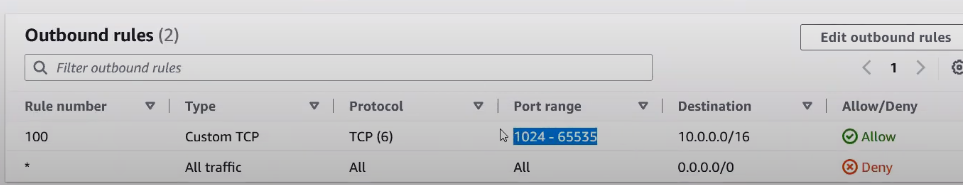 Outbound rules (2)
Edit outbound rules
Filter outbound rules
1
Rule number Type Protocol Port range Destination Allow/Deny
100 Custom TCP TCP (6) 1024 - 65535 10.0.0.0/16 Allow
* All traffic All All 0.0.0.0/0 Deny